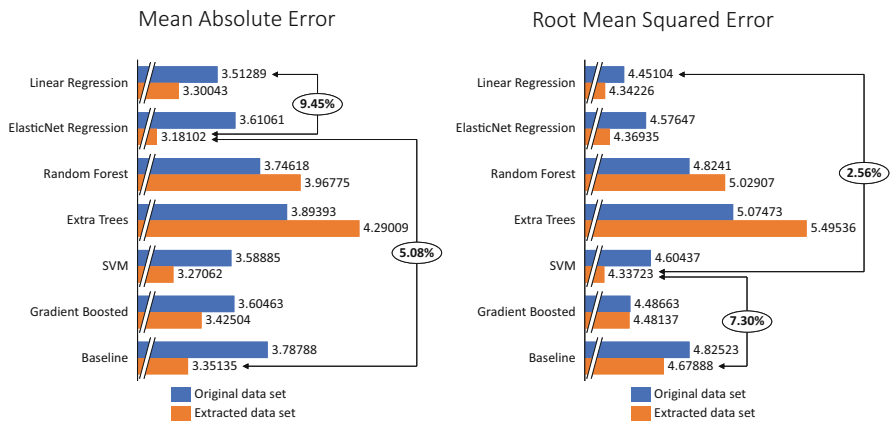 Mean Absolute Error
Linear Regression
3.51289
3.30043
9.45%
ElasticNet Regression
3.61061
3.18102
Random Forest
3.74618
3.96775
Extra Trees
3.89393
4.29009
5.08%
SVM
3.58885
3.27062
Gradient Boosted
3.60463
3.42504
Baseline
3.78788
3.35135
Original data set
Extracted data set
Root Mean Squared Error
Linear Regression
4.45104
4.34226
ElasticNet Regression
4.57647
4.36935
2.56%
Random Forest
4.8241
5.02907
Extra Trees
5.07473
5.49536
SVM
4.60437
4.33723
Gradient Boosted
4.48663
4.48137
7.30%
Baseline
4.82523
4.67888
Original data set
Extracted data set